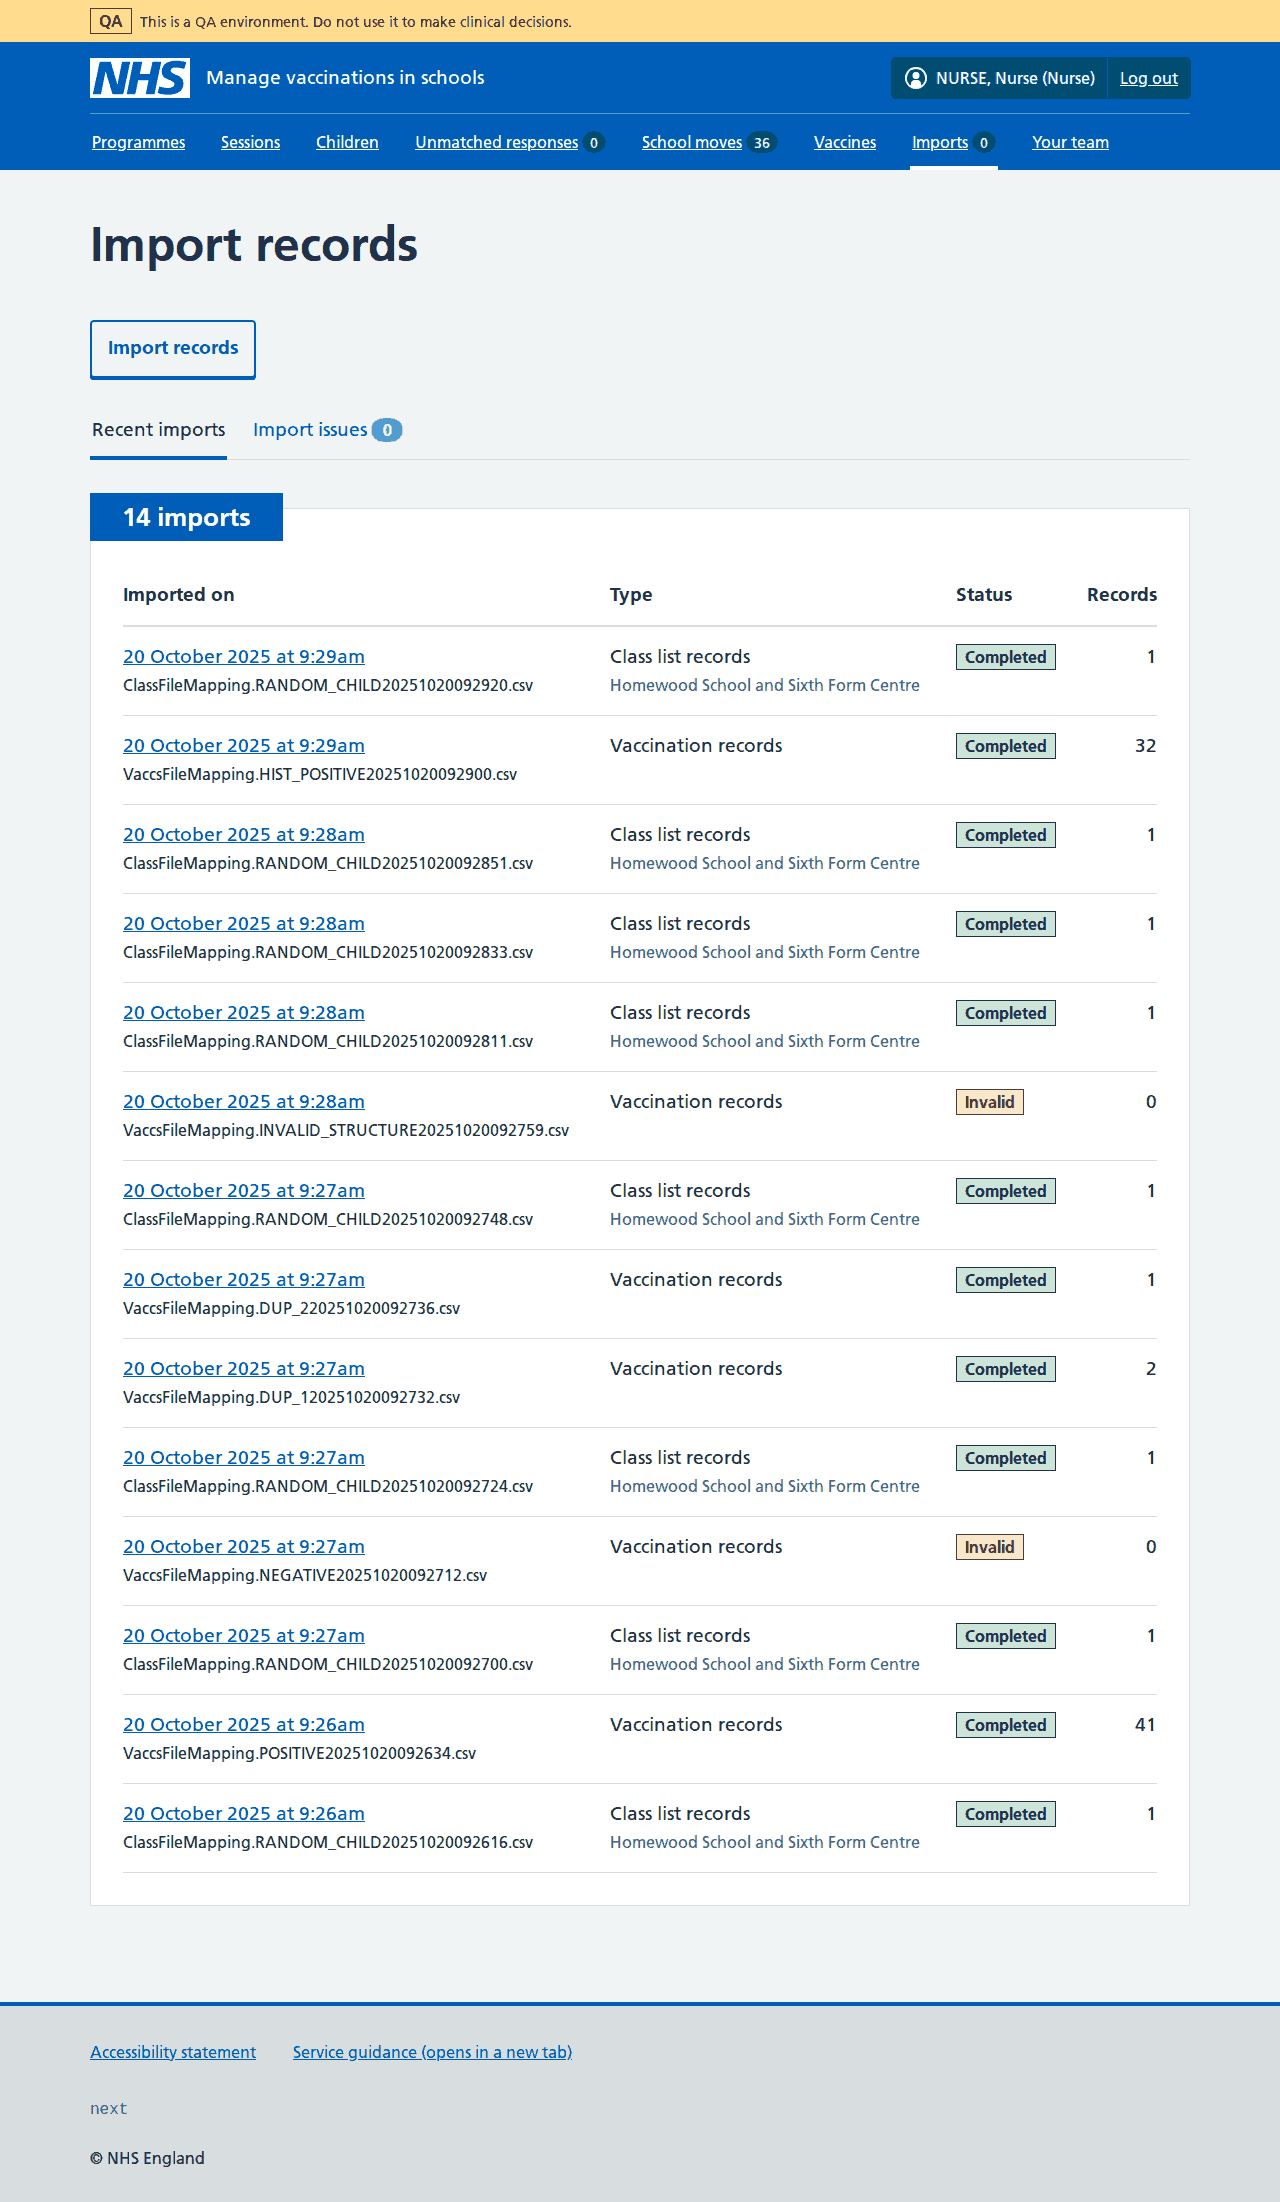 QA This is a QA environment. Do not use it to make clinical decisions.
NHS Manage vaccinations in schools NURSE, Nurse (Nurse) Log out
Programmes Sessions Children Unmatched responses 0 School moves 36 Vaccines Imports 0 Your team
Import records
Import records
Recent imports Import issues 0
14 imports
Imported on Type Status Records
20 October 2025 at 9:29am Class list records Completed 1
ClassFileMapping.RANDOM_CHILD20251020092920.csv Homewood School and Sixth Form Centre
20 October 2025 at 9:29am Vaccination records Completed 32
VaccsFileMapping.HIST_POSITIVE20251020092900.csv
20 October 2025 at 9:28am Class list records Completed 1
ClassFileMapping.RANDOM_CHILD20251020092851.csv Homewood School and Sixth Form Centre
20 October 2025 at 9:28am Class list records Completed 1
ClassFileMapping.RANDOM_CHILD20251020092833.csv Homewood School and Sixth Form Centre
20 October 2025 at 9:28am Class list records Completed 1
ClassFileMapping.RANDOM_CHILD20251020092811.csv Homewood School and Sixth Form Centre
20 October 2025 at 9:28am Vaccination records Invalid 0
VaccsFileMapping.INVALID_STRUCTURE20251020092759.csv
20 October 2025 at 9:27am Class list records Completed 1
ClassFileMapping.RANDOM_CHILD20251020092748.csv Homewood School and Sixth Form Centre
20 October 2025 at 9:27am Vaccination records Completed 1
VaccsFileMapping.DUP_220251020092736.csv
20 October 2025 at 9:27am Vaccination records Completed 2
VaccsFileMapping.DUP_120251020092732.csv
20 October 2025 at 9:27am Class list records Completed 1
ClassFileMapping.RANDOM_CHILD20251020092724.csv Homewood School and Sixth Form Centre
20 October 2025 at 9:27am Vaccination records Invalid 0
VaccsFileMapping.NEGATIVE20251020092712.csv
20 October 2025 at 9:27am Class list records Completed 1
ClassFileMapping.RANDOM_CHILD20251020092700.csv Homewood School and Sixth Form Centre
20 October 2025 at 9:26am Vaccination records Completed 41
VaccsFileMapping.POSITIVE20251020092634.csv
20 October 2025 at 9:26am Class list records Completed 1
ClassFileMapping.RANDOM_CHILD20251020092616.csv Homewood School and Sixth Form Centre
Accessibility statement Service guidance (opens in a new tab)
next
© NHS England